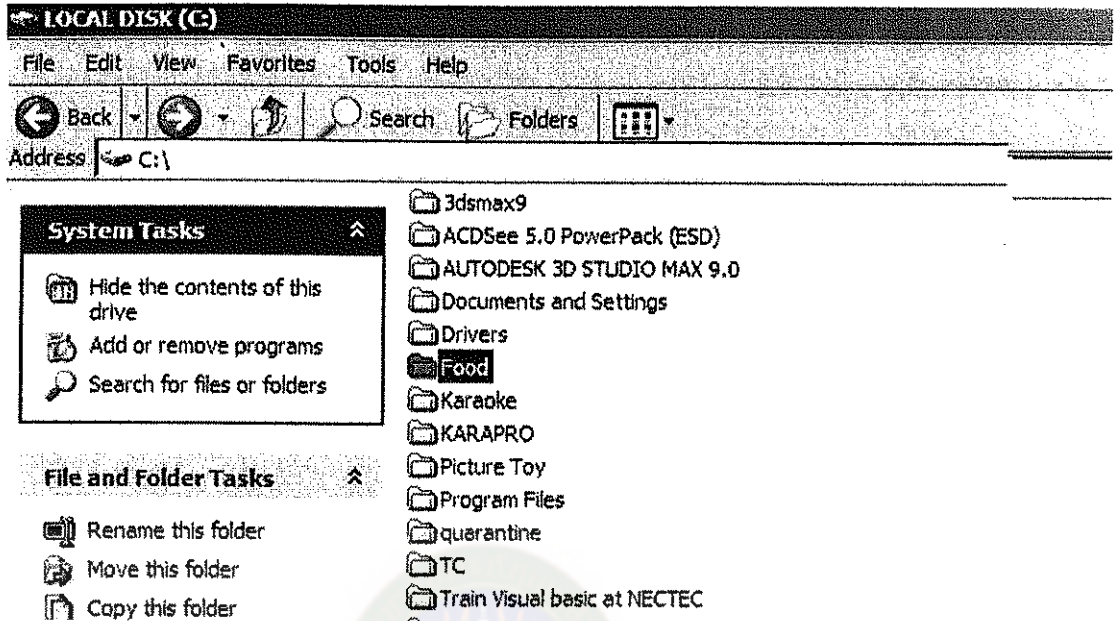 LOCAL DISK (C:)
File Edit View Favorites Tools Help
Back Search Folders
Address C:\
System Tasks
Hide the contents of this
drive
Add or remove programs
Search for files or folders
File and Folder Tasks
Rename this folder
Move this folder
Copy this folder
3dsmax9
ACDSee 5.0 PowerPack (ESD)
AUTODESK 3D STUDIO MAX 9.0
Documents and Settings
Drivers
Food
Karaoke
KARAPRO
Picture Toy
Program Files
quarantine
TC
Train Visual basic at NECTEC